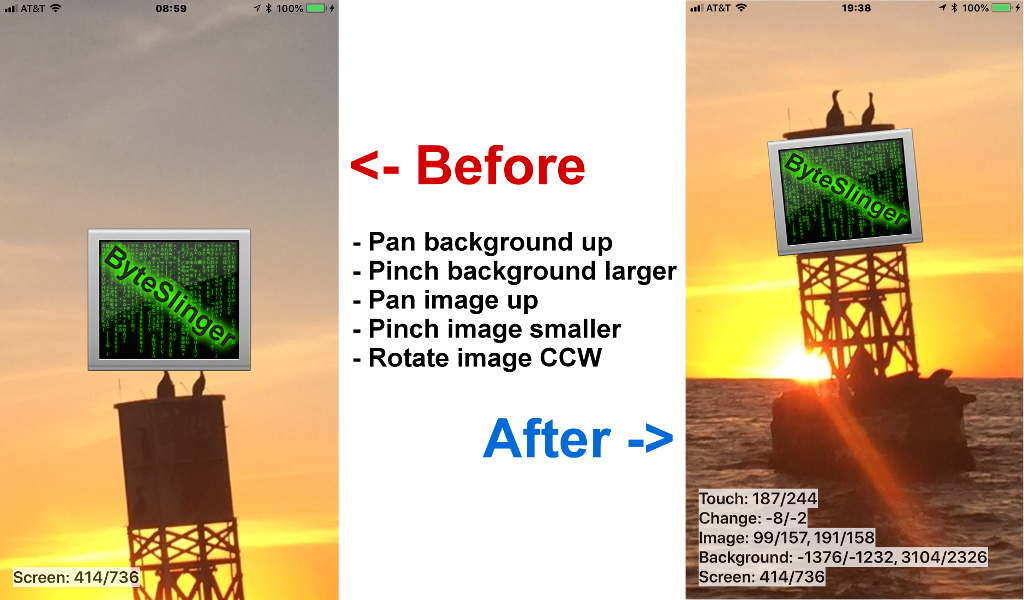 AT&T 08:59 100%
ByteSlinger
Screen: 414/736
<- Before
- Pan background up
- Pinch background larger
- Pan image up
- Pinch image smaller
- Rotate image CCW
After ->
AT&T 19:38 100%
ByteSlinger
Touch: 187/244
Change: -8/-2
Image: 99/157, 191/158
Background: -1376/-1232, 3104/2326
Screen: 414/736